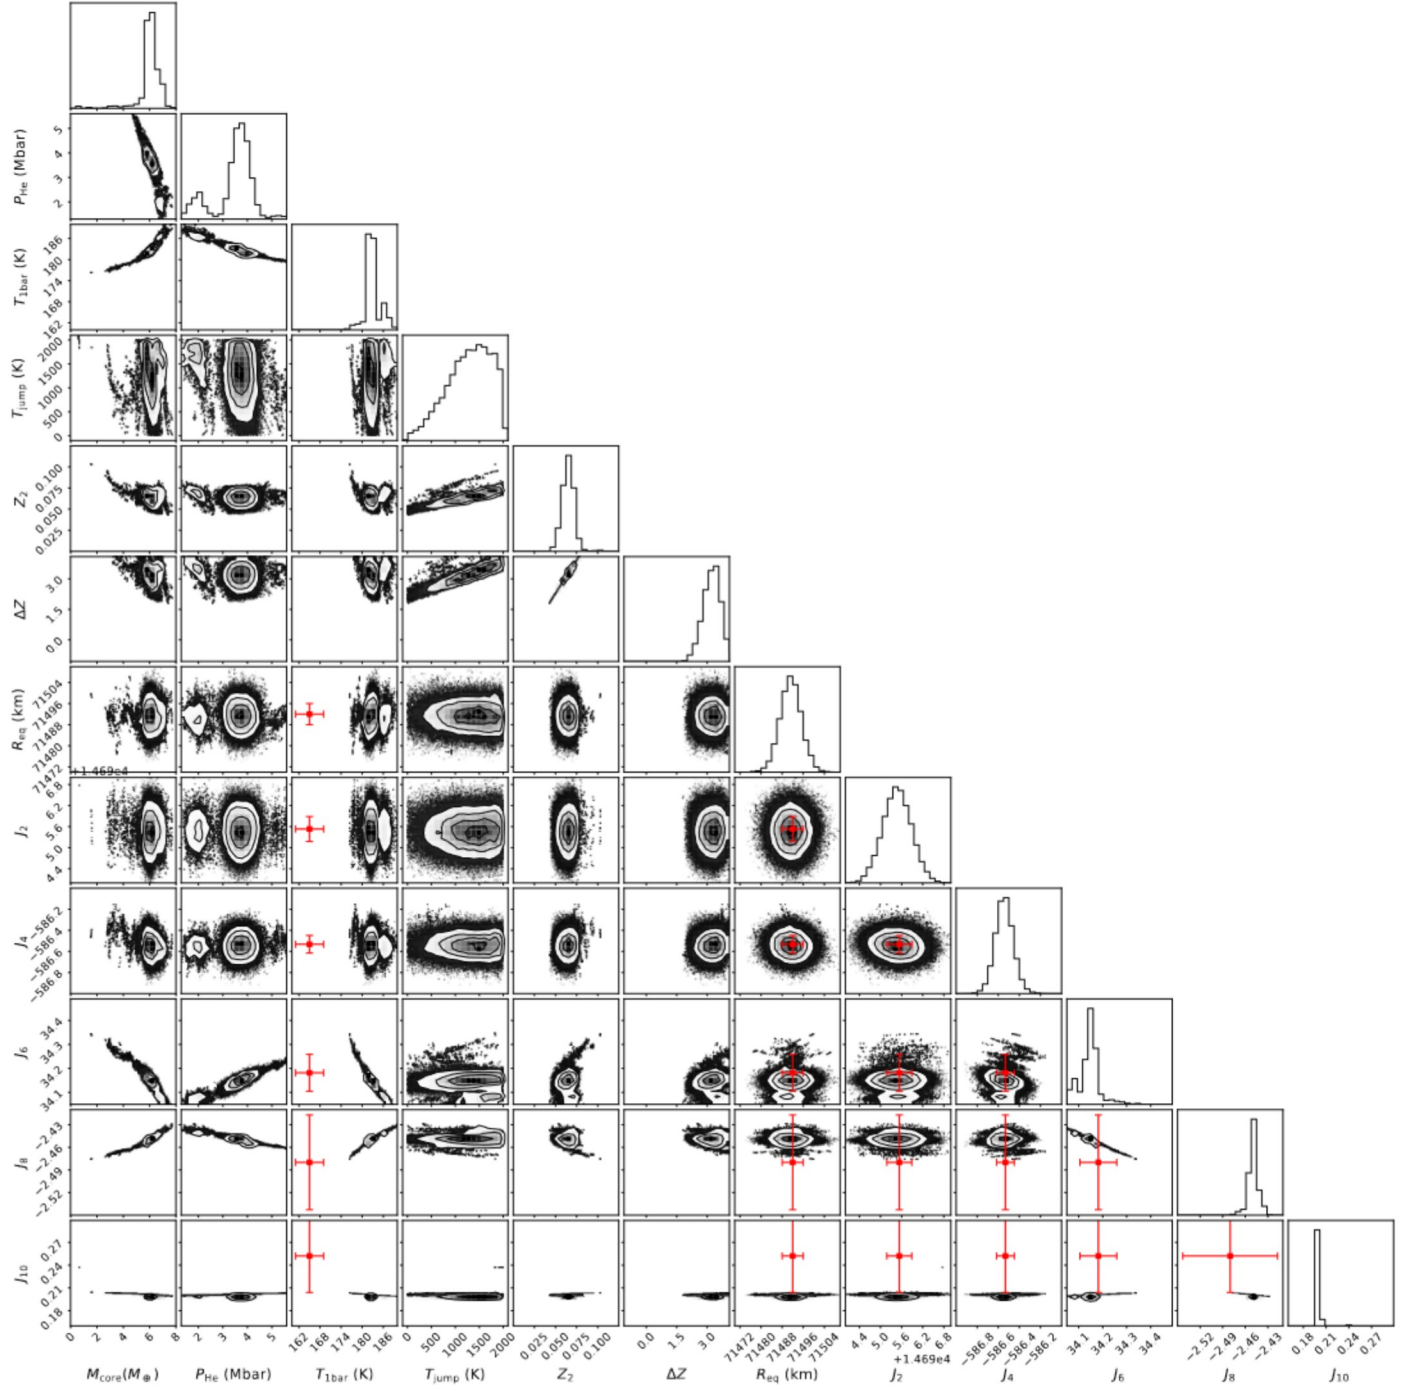 P_He (Mbar)
5
4
3
2
T_1bar (K)
186
180
174
168
162
T_jump (K)
2000
1500
1000
500
0
Z_2
0.100
0.075
0.050
0.025
ΔZ
3.0
1.5
0.0
R_eq (km)
71504
71496
71488
71480
71472
+1.469e4
J_2
6.8
6.2
5.6
5.0
4.4
J_4
−586.2
−586.4
−586.6
−586.8
J_6
34.4
34.3
34.2
34.1
J_8
−2.43
−2.46
−2.49
−2.52
J_10
0.27
0.24
0.21
0.18
0 2 4 6 8
2 3 4 5
162 168 174 180 186
0 500 1000 1500 2000
0.025 0.050 0.075 0.100
0.0 1.5 3.0
71472 71480 71488 71496 71504
4.4 5.0 5.6 6.2 6.8
+1.469e4
−586.8 −586.6 −586.4 −586.2
34.1 34.2 34.3 34.4
−2.52 −2.49 −2.46 −2.43
0.18 0.21 0.24 0.27
M_core(M_⊕) P_He (Mbar) T_1bar (K) T_jump (K) Z_2 ΔZ R_eq (km) J_2 J_4 J_6 J_8 J_10